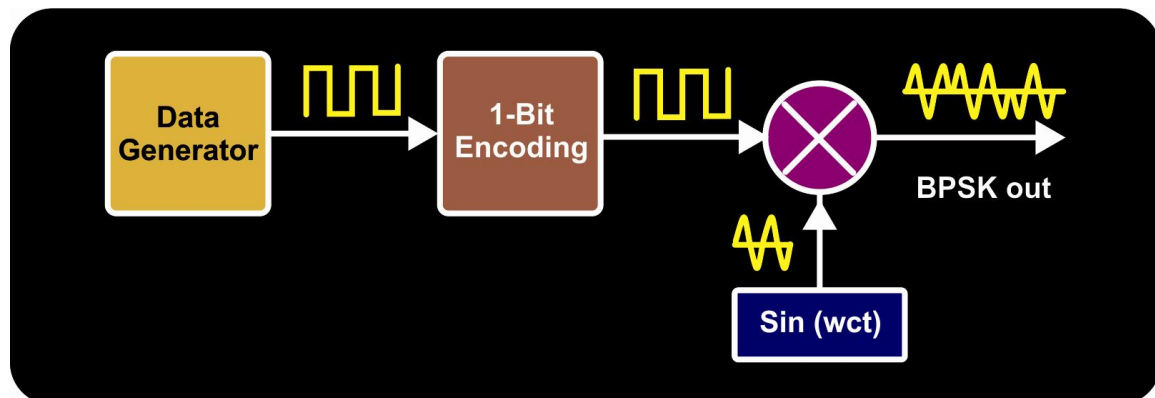 Data
Generator
1-Bit
Encoding
BPSK out
Sin (wct)